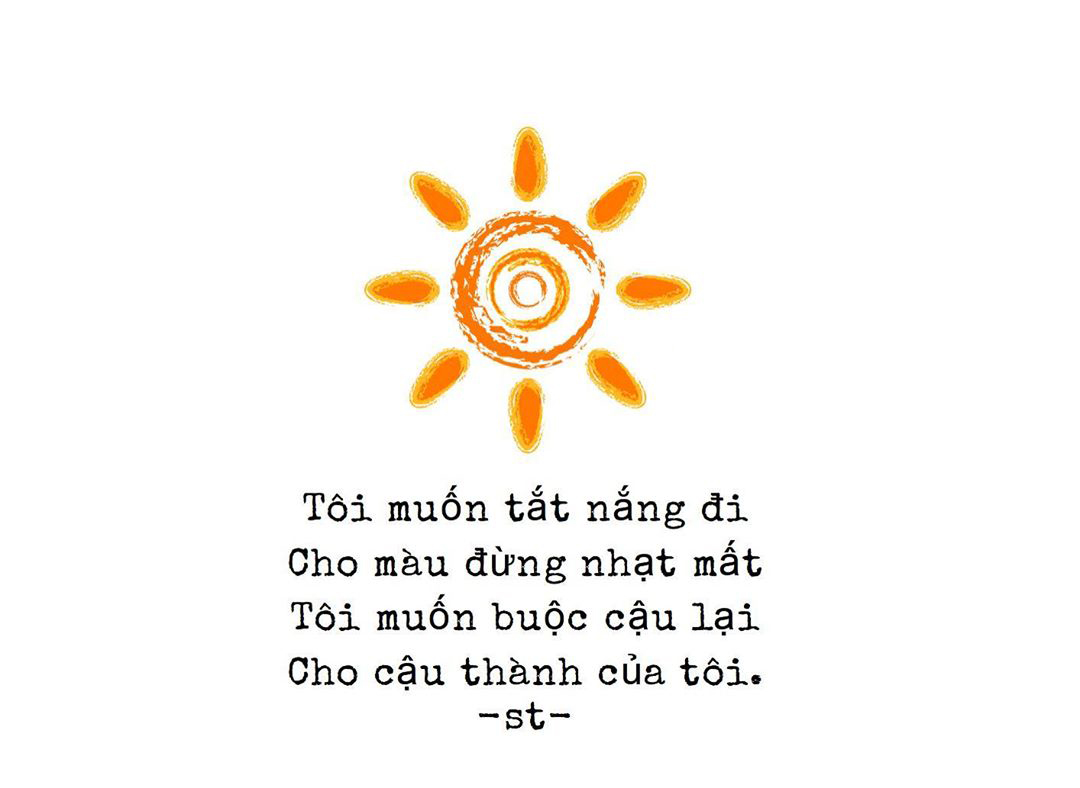 Tôi muốn tắt nắng đi
Cho màu đừng nhạt mất
Tôi muốn buộc cậu lại
Cho cậu thành của tôi.
-st-